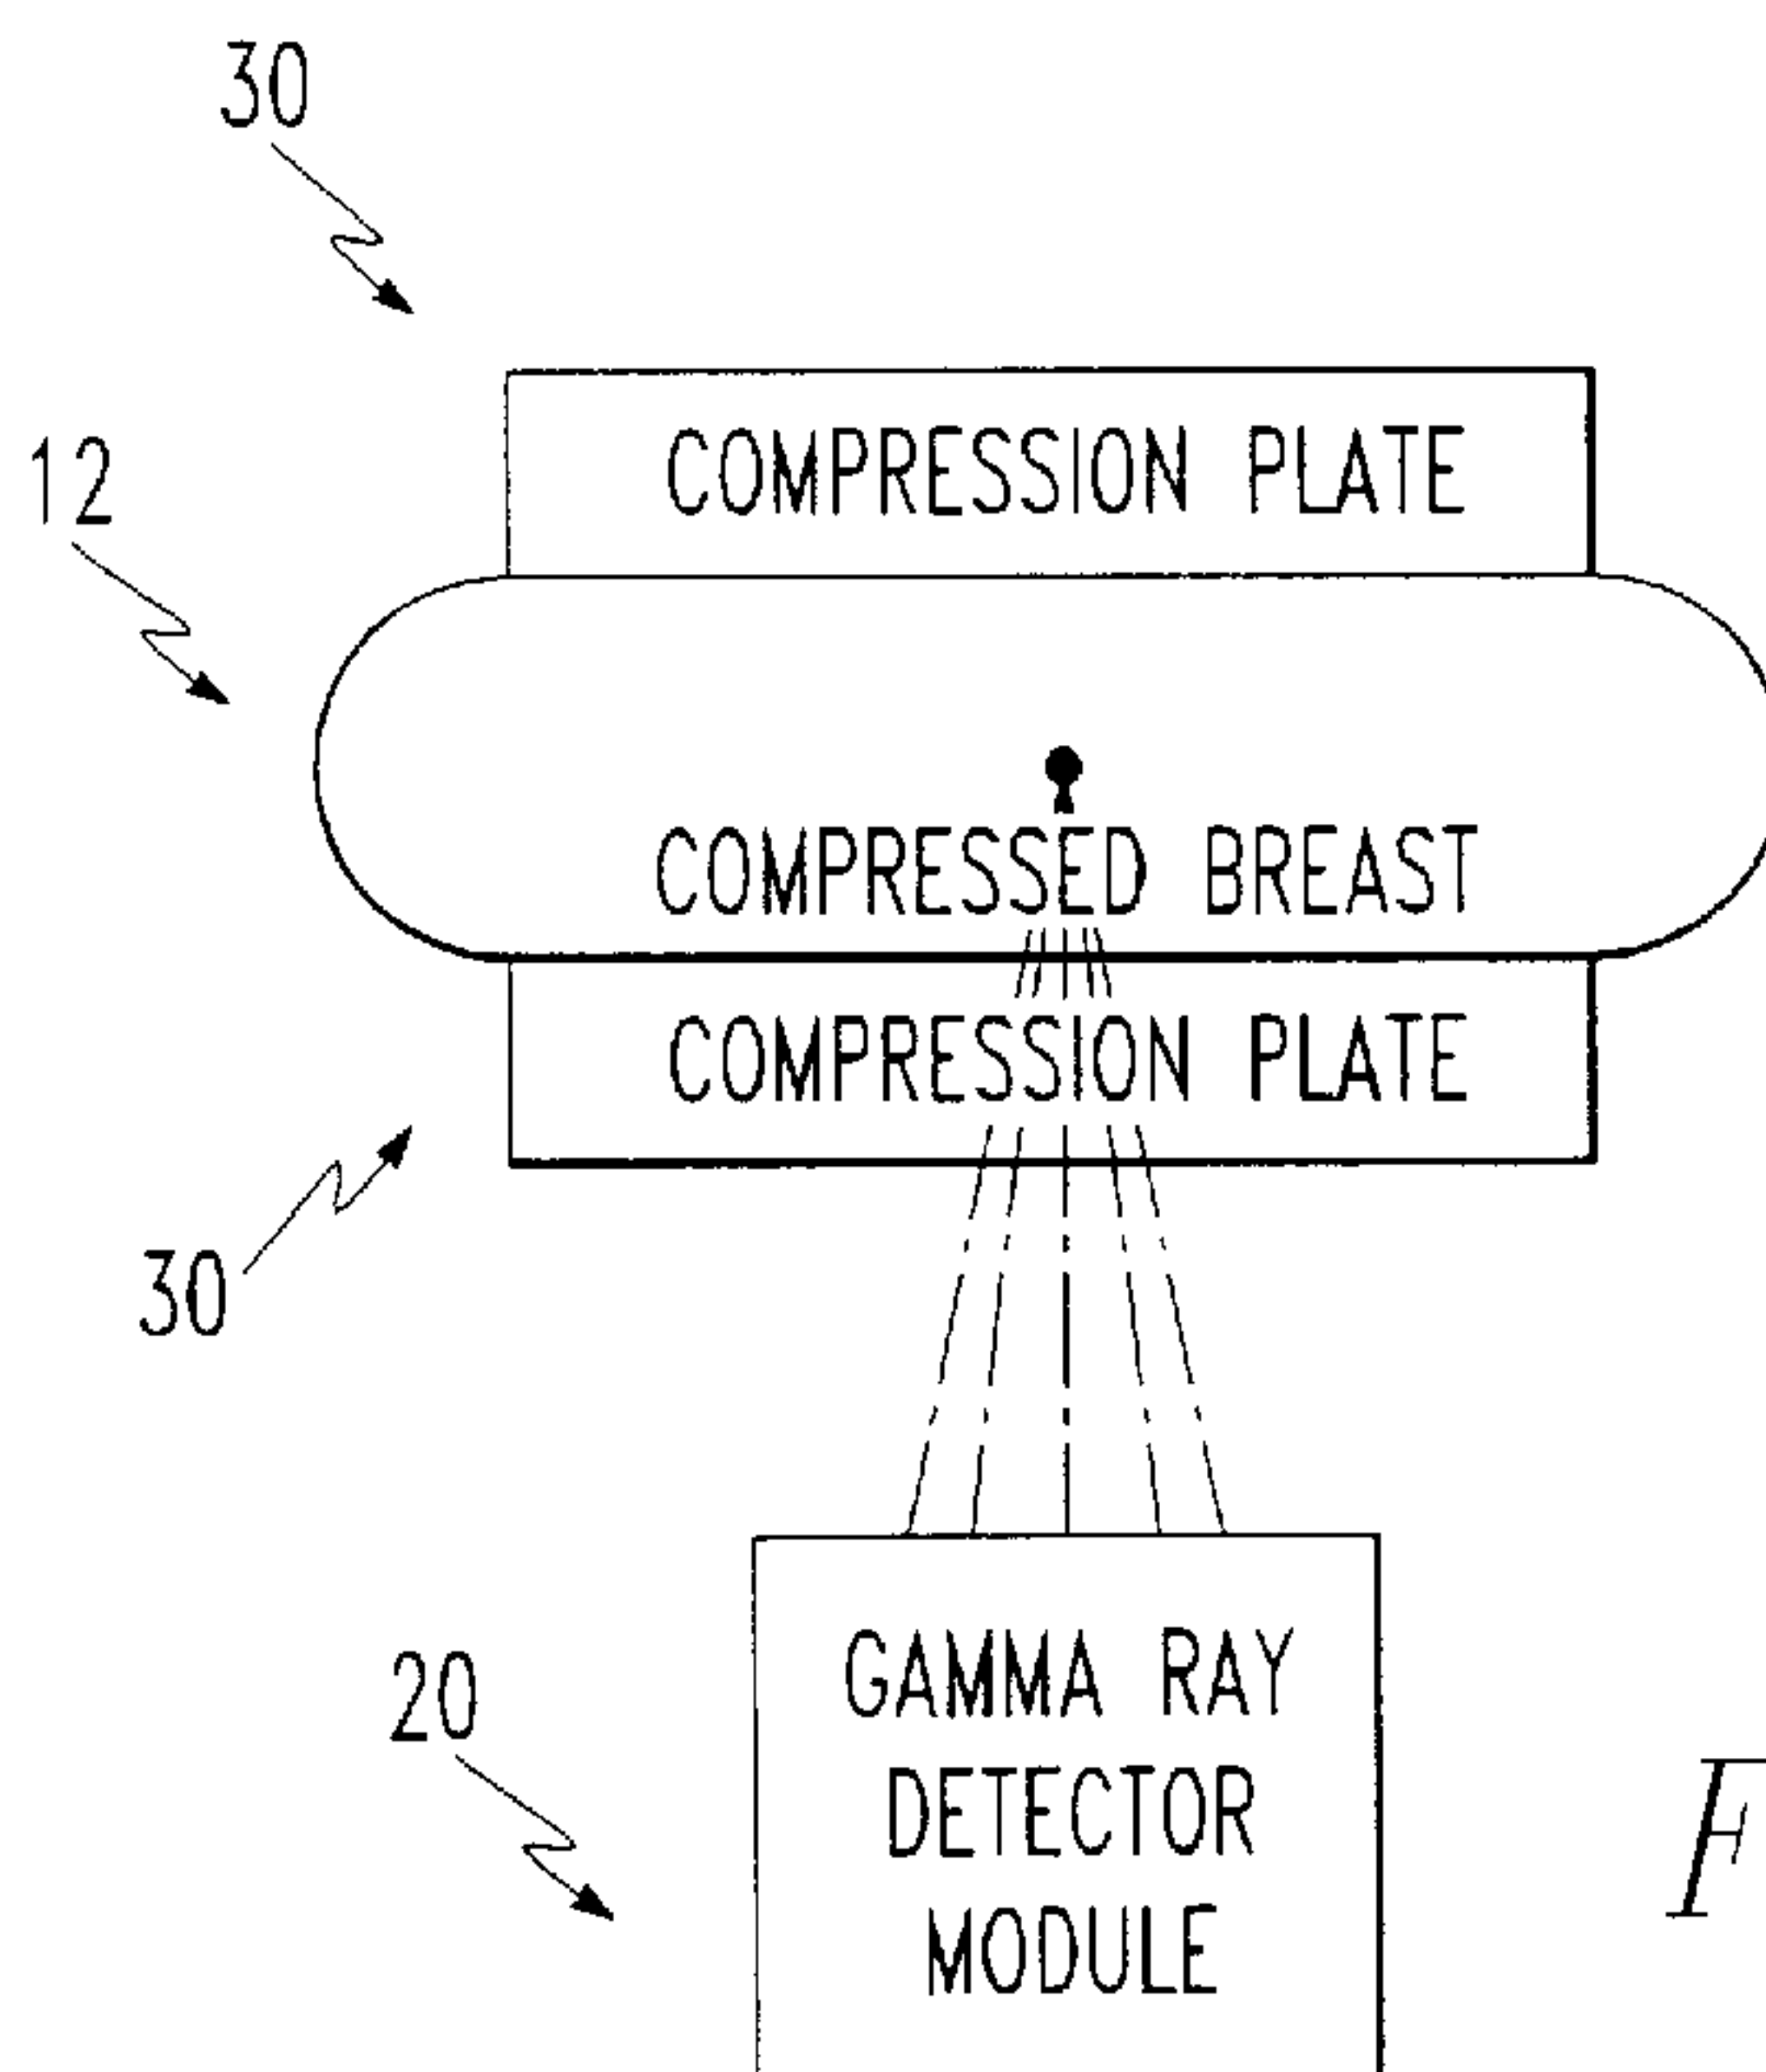 30
COMPRESSION PLATE
12
COMPRESSED BREAST
COMPRESSION PLATE
30
GAMMA RAY
20
DETECTOR
F
MODULE